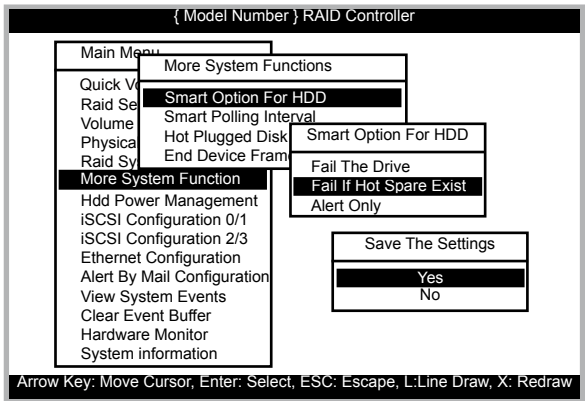 { Model Number } RAID Controller
Main Menu
Quick Vo
Raid Se
Volume
Physica
Raid Sy
More System Function
Hdd Power Management
iSCSI Configuration 0/1
iSCSI Configuration 2/3
Ethernet Configuration
Alert By Mail Configuration
View System Events
Clear Event Buffer
Hardware Monitor
System information
More System Functions
Smart Option For HDD
Smart Polling Interval
Hot Plugged Disk
End Device Fram
Smart Option For HDD
Fail The Drive
Fail If Hot Spare Exist
Alert Only
Save The Settings
Yes
No
Arrow Key: Move Cursor, Enter: Select, ESC: Escape, L:Line Draw, X: Redraw